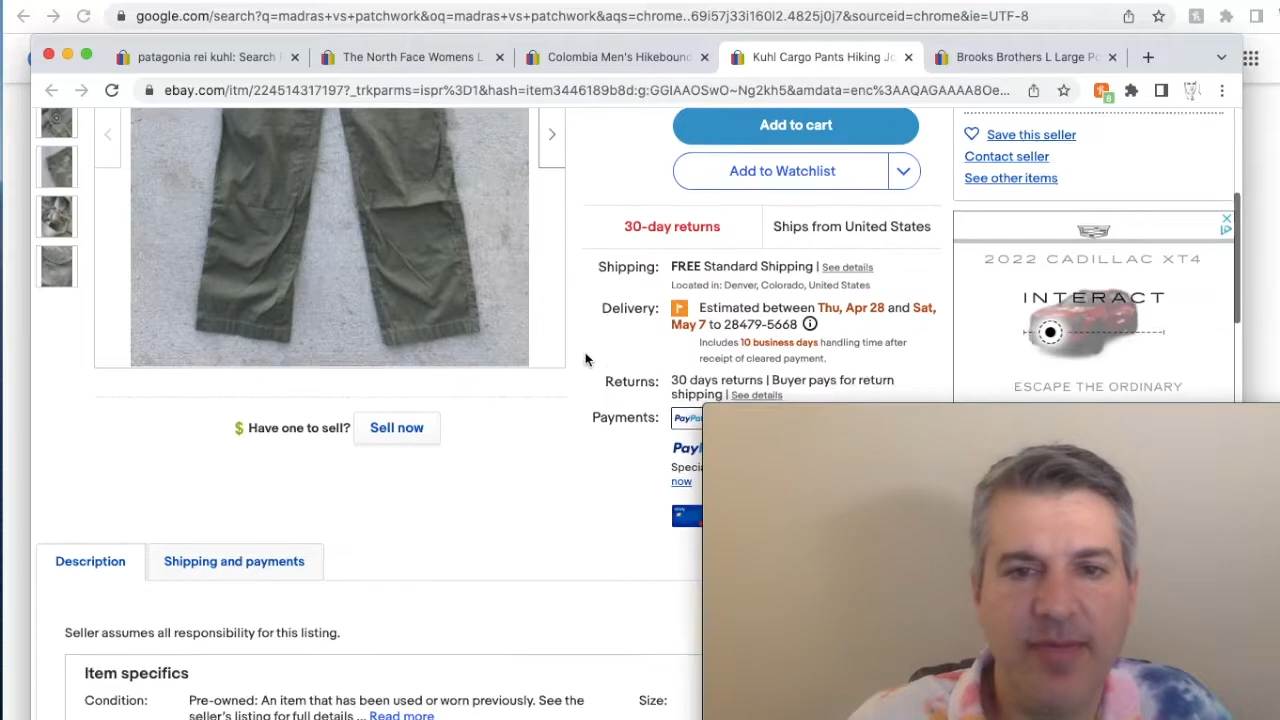 google.com/search?q=madras+vs+patchwork&oq=madras+vs+patchwork&aqs=chrome..69i57j33i160l2.4825j0j7&sourceid=chrome&ie=UTF-8
patagonia rei kuhl: Search
The North Face Womens L
Colombia Men's Hikebound
Kuhl Cargo Pants Hiking Jo
Brooks Brothers L Large Po
ebay.com/itm/224514317197?_trkparms=ispr%3D1&hash=item3446189b8d:g:GGIAAOSwO~Ng2kh5&amdata=enc%3AAQAGAAAA8Oe...
8
Add to cart
Add to Watchlist
Save this seller
Contact seller
See other items
30-day returns
Ships from United States
Shipping: FREE Standard Shipping | See details
Located in: Denver, Colorado, United States
Delivery: Estimated between Thu, Apr 28 and Sat,
May 7 to 28479-5668
Includes 10 business days handling time after
receipt of cleared payment.
Returns: 30 days returns | Buyer pays for return
shipping | See details
Payments: PayPa
PayP
Speci
now
2022 CADILLAC XT4
INTERACT
ESCAPE THE ORDINARY
$ Have one to sell? Sell now
Description
Shipping and payments
Seller assumes all responsibility for this listing.
Item specifics
Condition: Pre-owned: An item that has been used or worn previously. See the
seller's listing for full details ... Read more
Size: